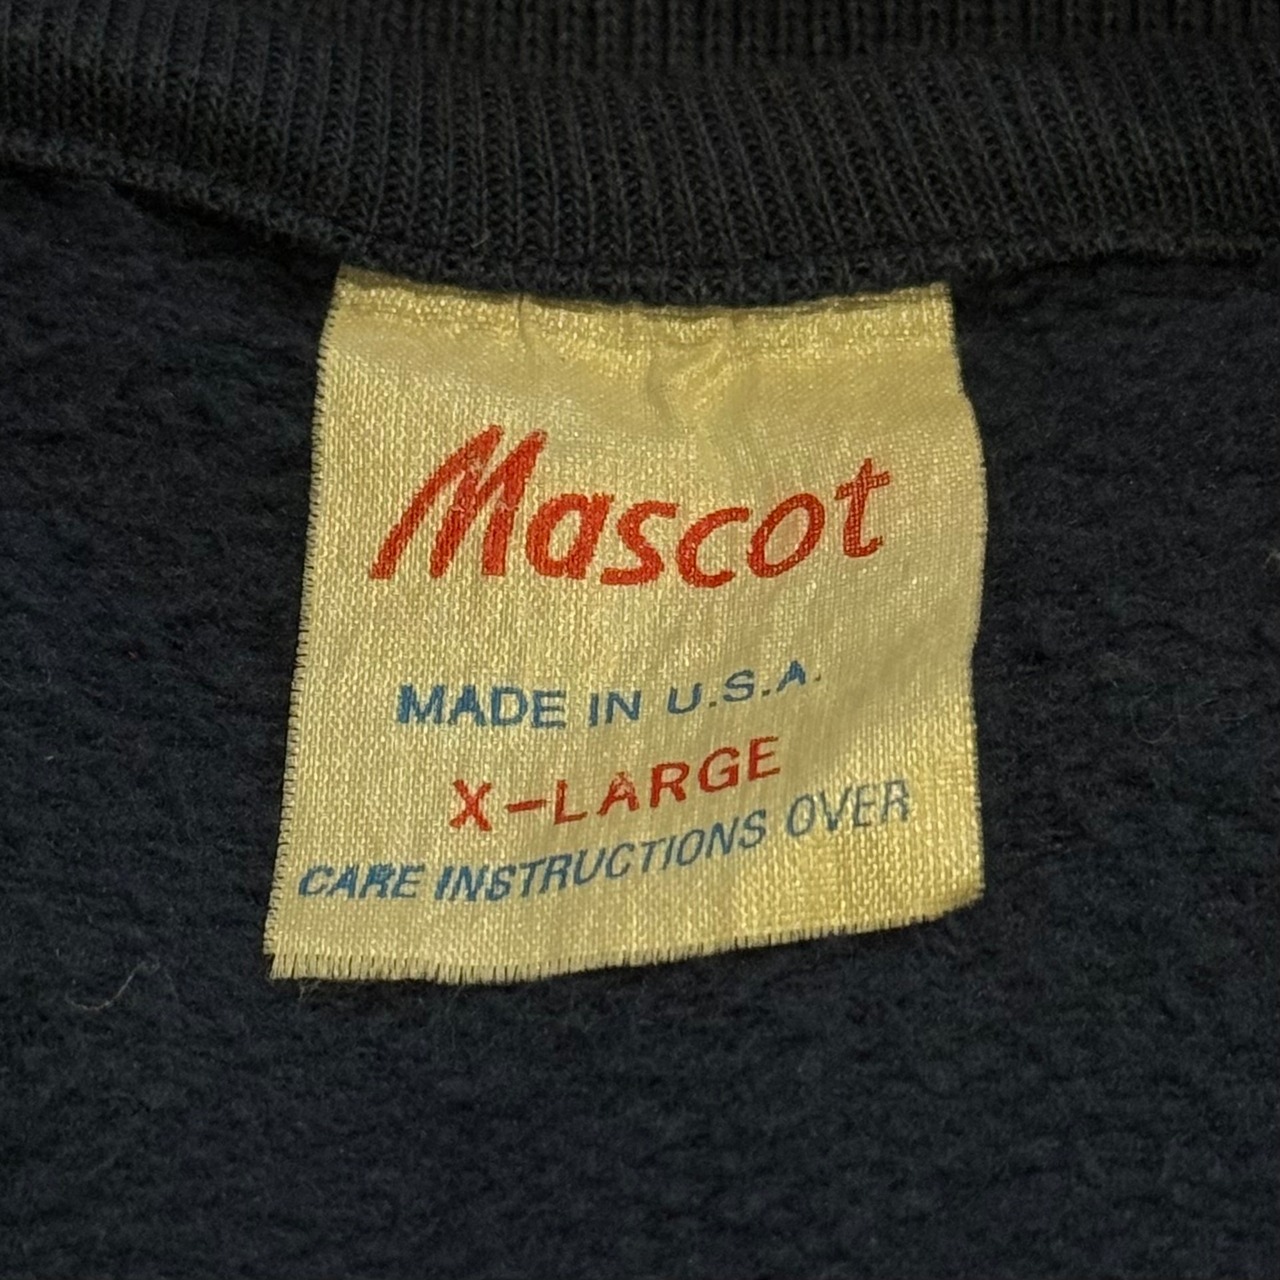 Mascot
MADE IN U.S.A.
X-LARGE
CARE INSTRUCTIONS OVER